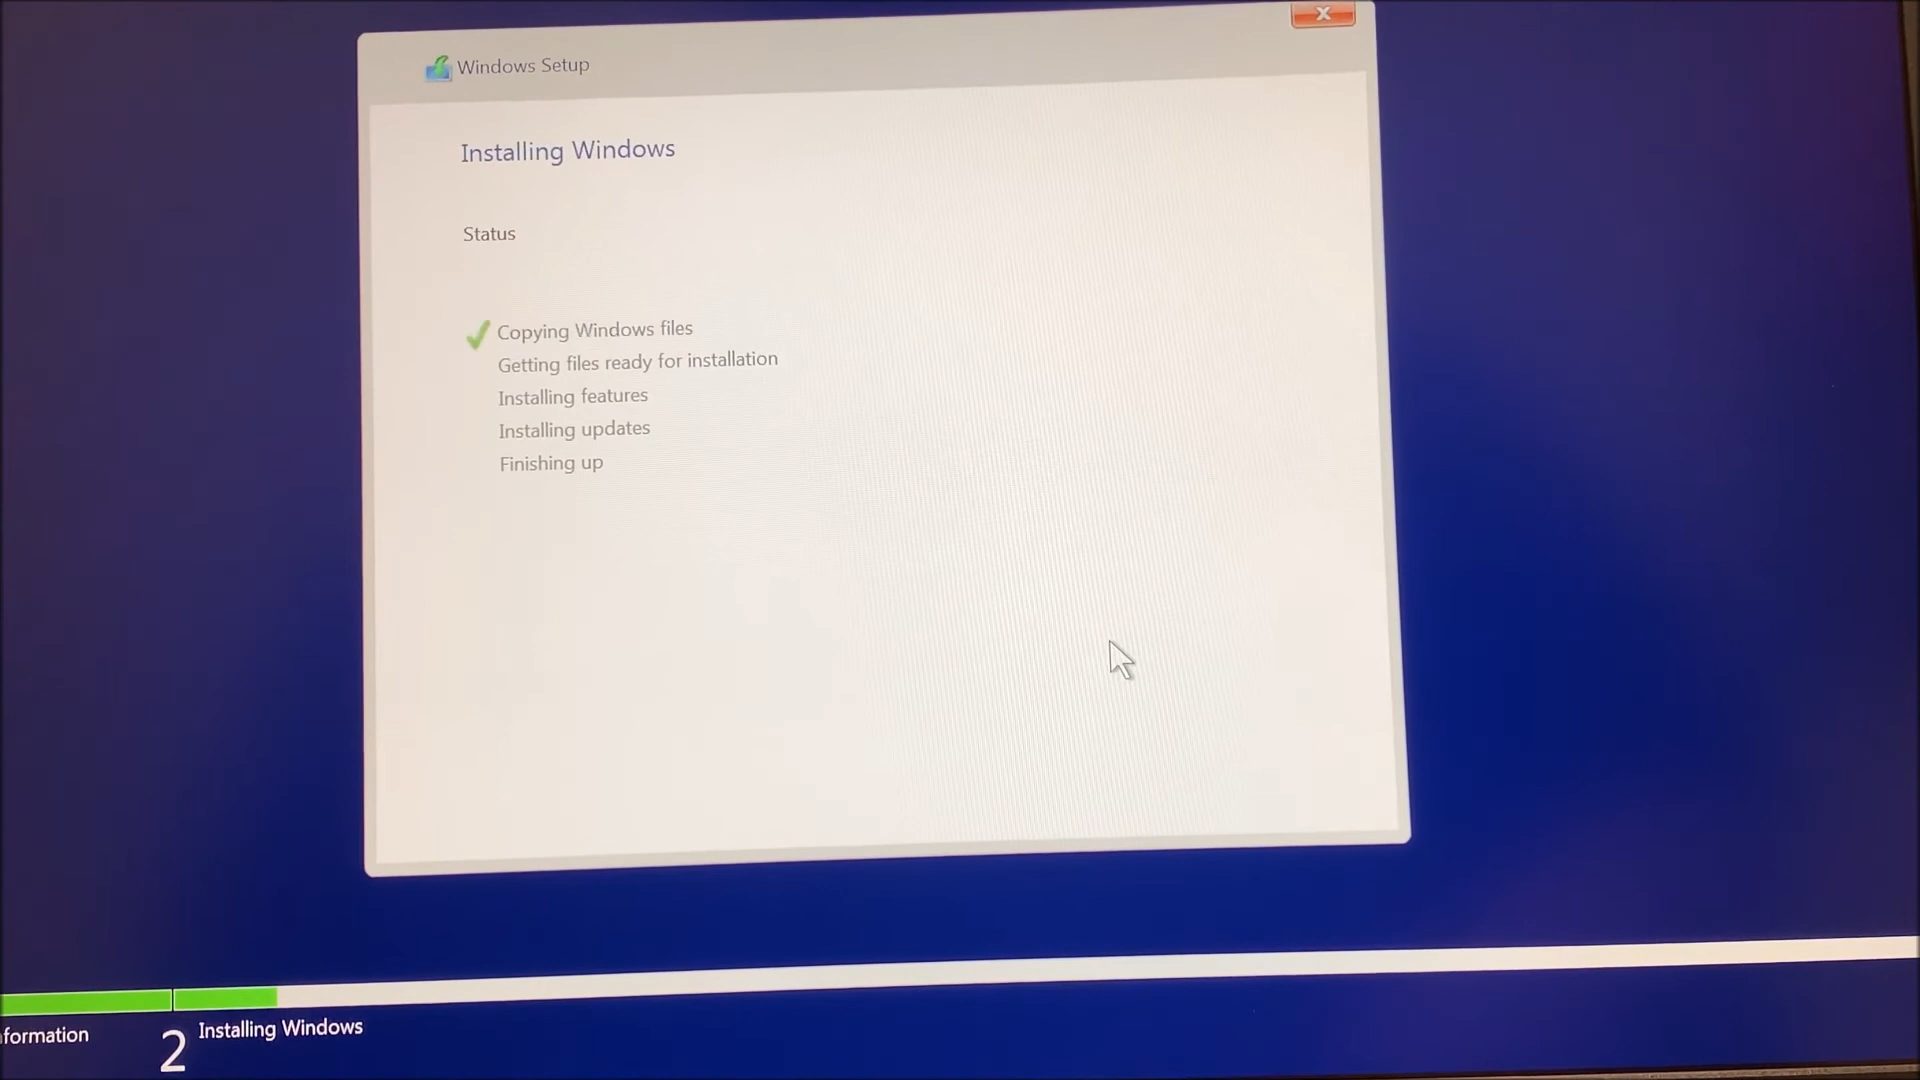 Windows Setup
Installing Windows
Status
Copying Windows files
Getting files ready for installation
Installing features
Installing updates
Finishing up
nformation
2 Installing Windows